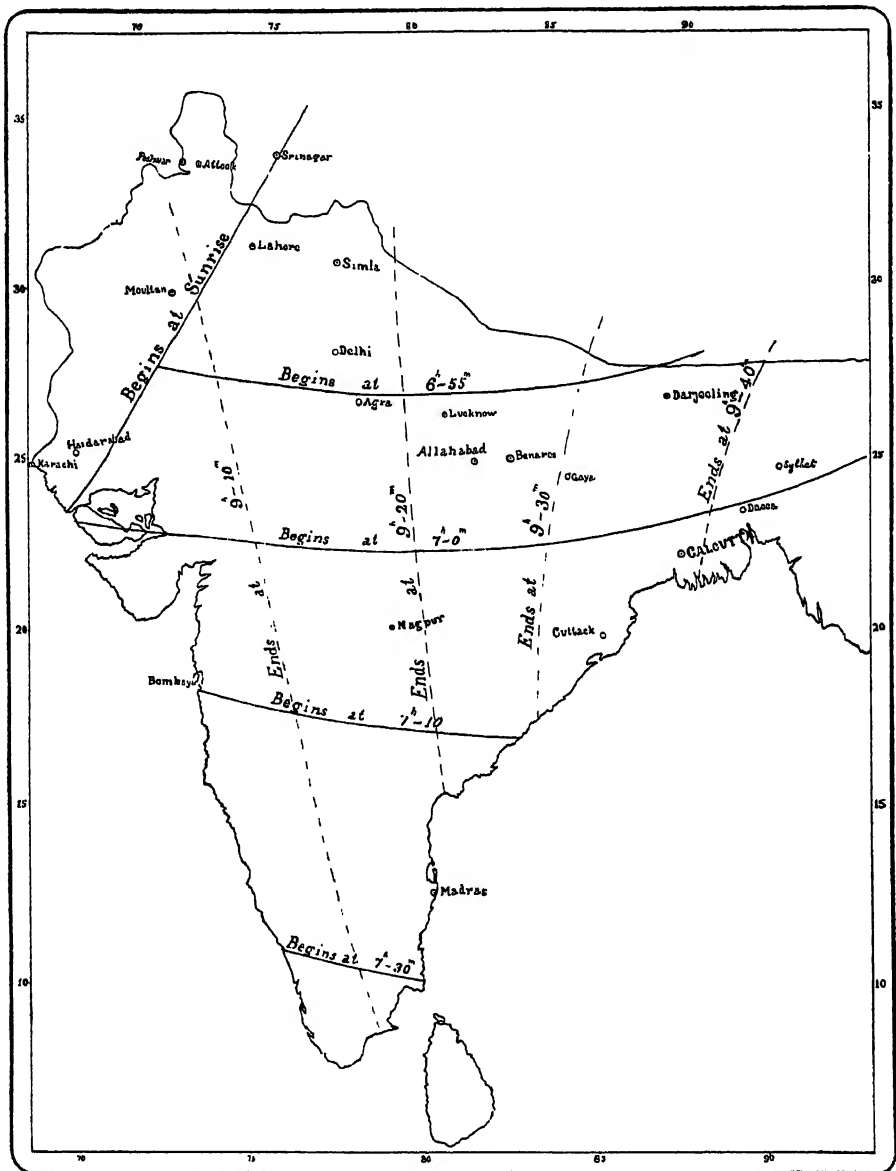 70 75 80 85 90
35 35
Peshwar Attock Srinagar
Lahore
Simla
30 Moultan 30
Begins at Sunrise
Delhi
Begins at 6ʰ-55ᵐ
Agra Lucknow Darjeeling
Haidarabad
Allahabad Benares
Karachi 25 Gaya Sylhet 25
Dacca
Begins at 7ʰ-0ᵐ
CALCUTTA
Ends at 9ʰ-10ᵐ
Ends at 9ʰ-20ᵐ
Ends at 9ʰ-30ᵐ
Ends at 9ʰ-40ᵐ
20 Nagpur Cuttack 20
Bombay
Begins at 7ʰ-10
15 15
Madras
Begins at 7ʰ-30ᵐ
10 10
70 75 80 85 90